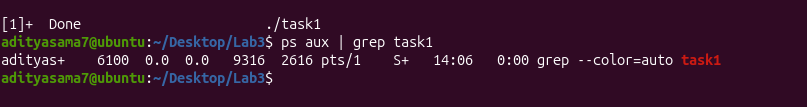 [1]+  Done                    ./task1
adityasama7@ubuntu:~/Desktop/Lab3$ ps aux | grep task1
adityas+    6100  0.0  0.0   9316  2616 pts/1    S+   14:06   0:00 grep --color=auto task1
adityasama7@ubuntu:~/Desktop/Lab3$